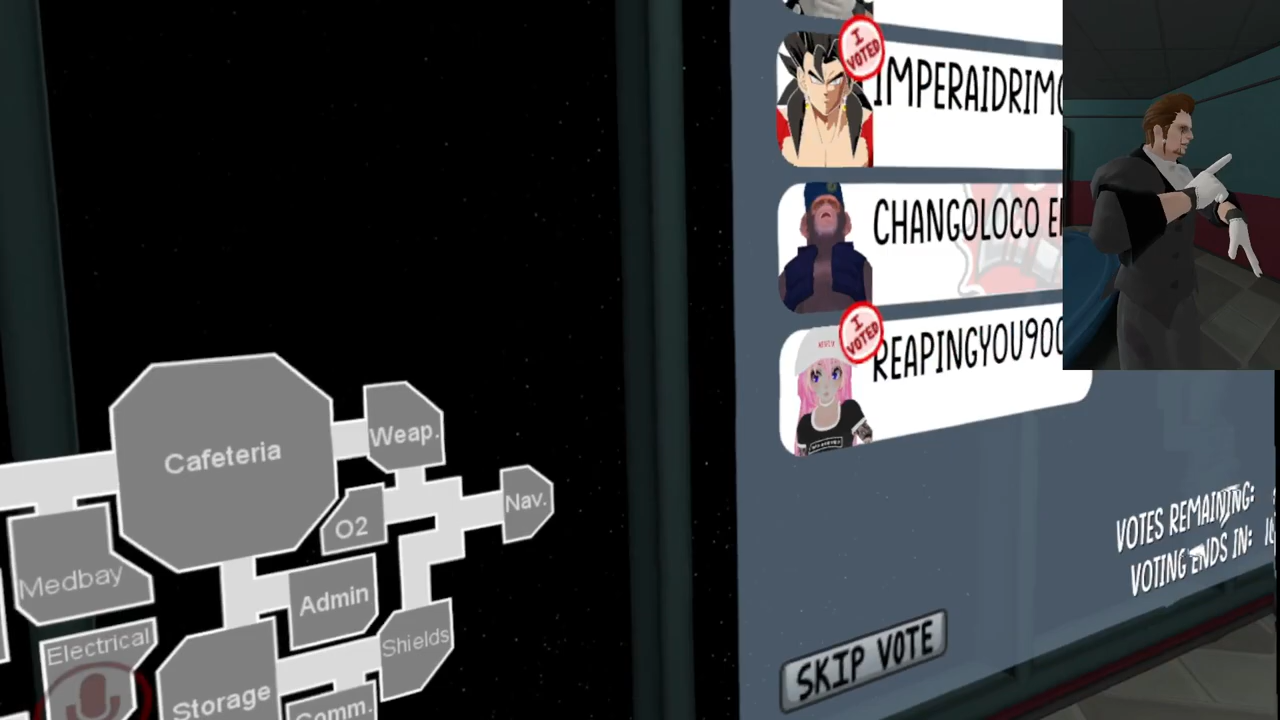 I VOTED
IMPERAIDRIM
CHANGOLOCO
I VOTED
REAPINGYOU900
VOTES REMAINING:
VOTING ENDS IN:
SKIP VOTE
Cafeteria
Weap.
Nav.
O2
Medbay
Admin
Electrical
Shields
Storage
Comm.